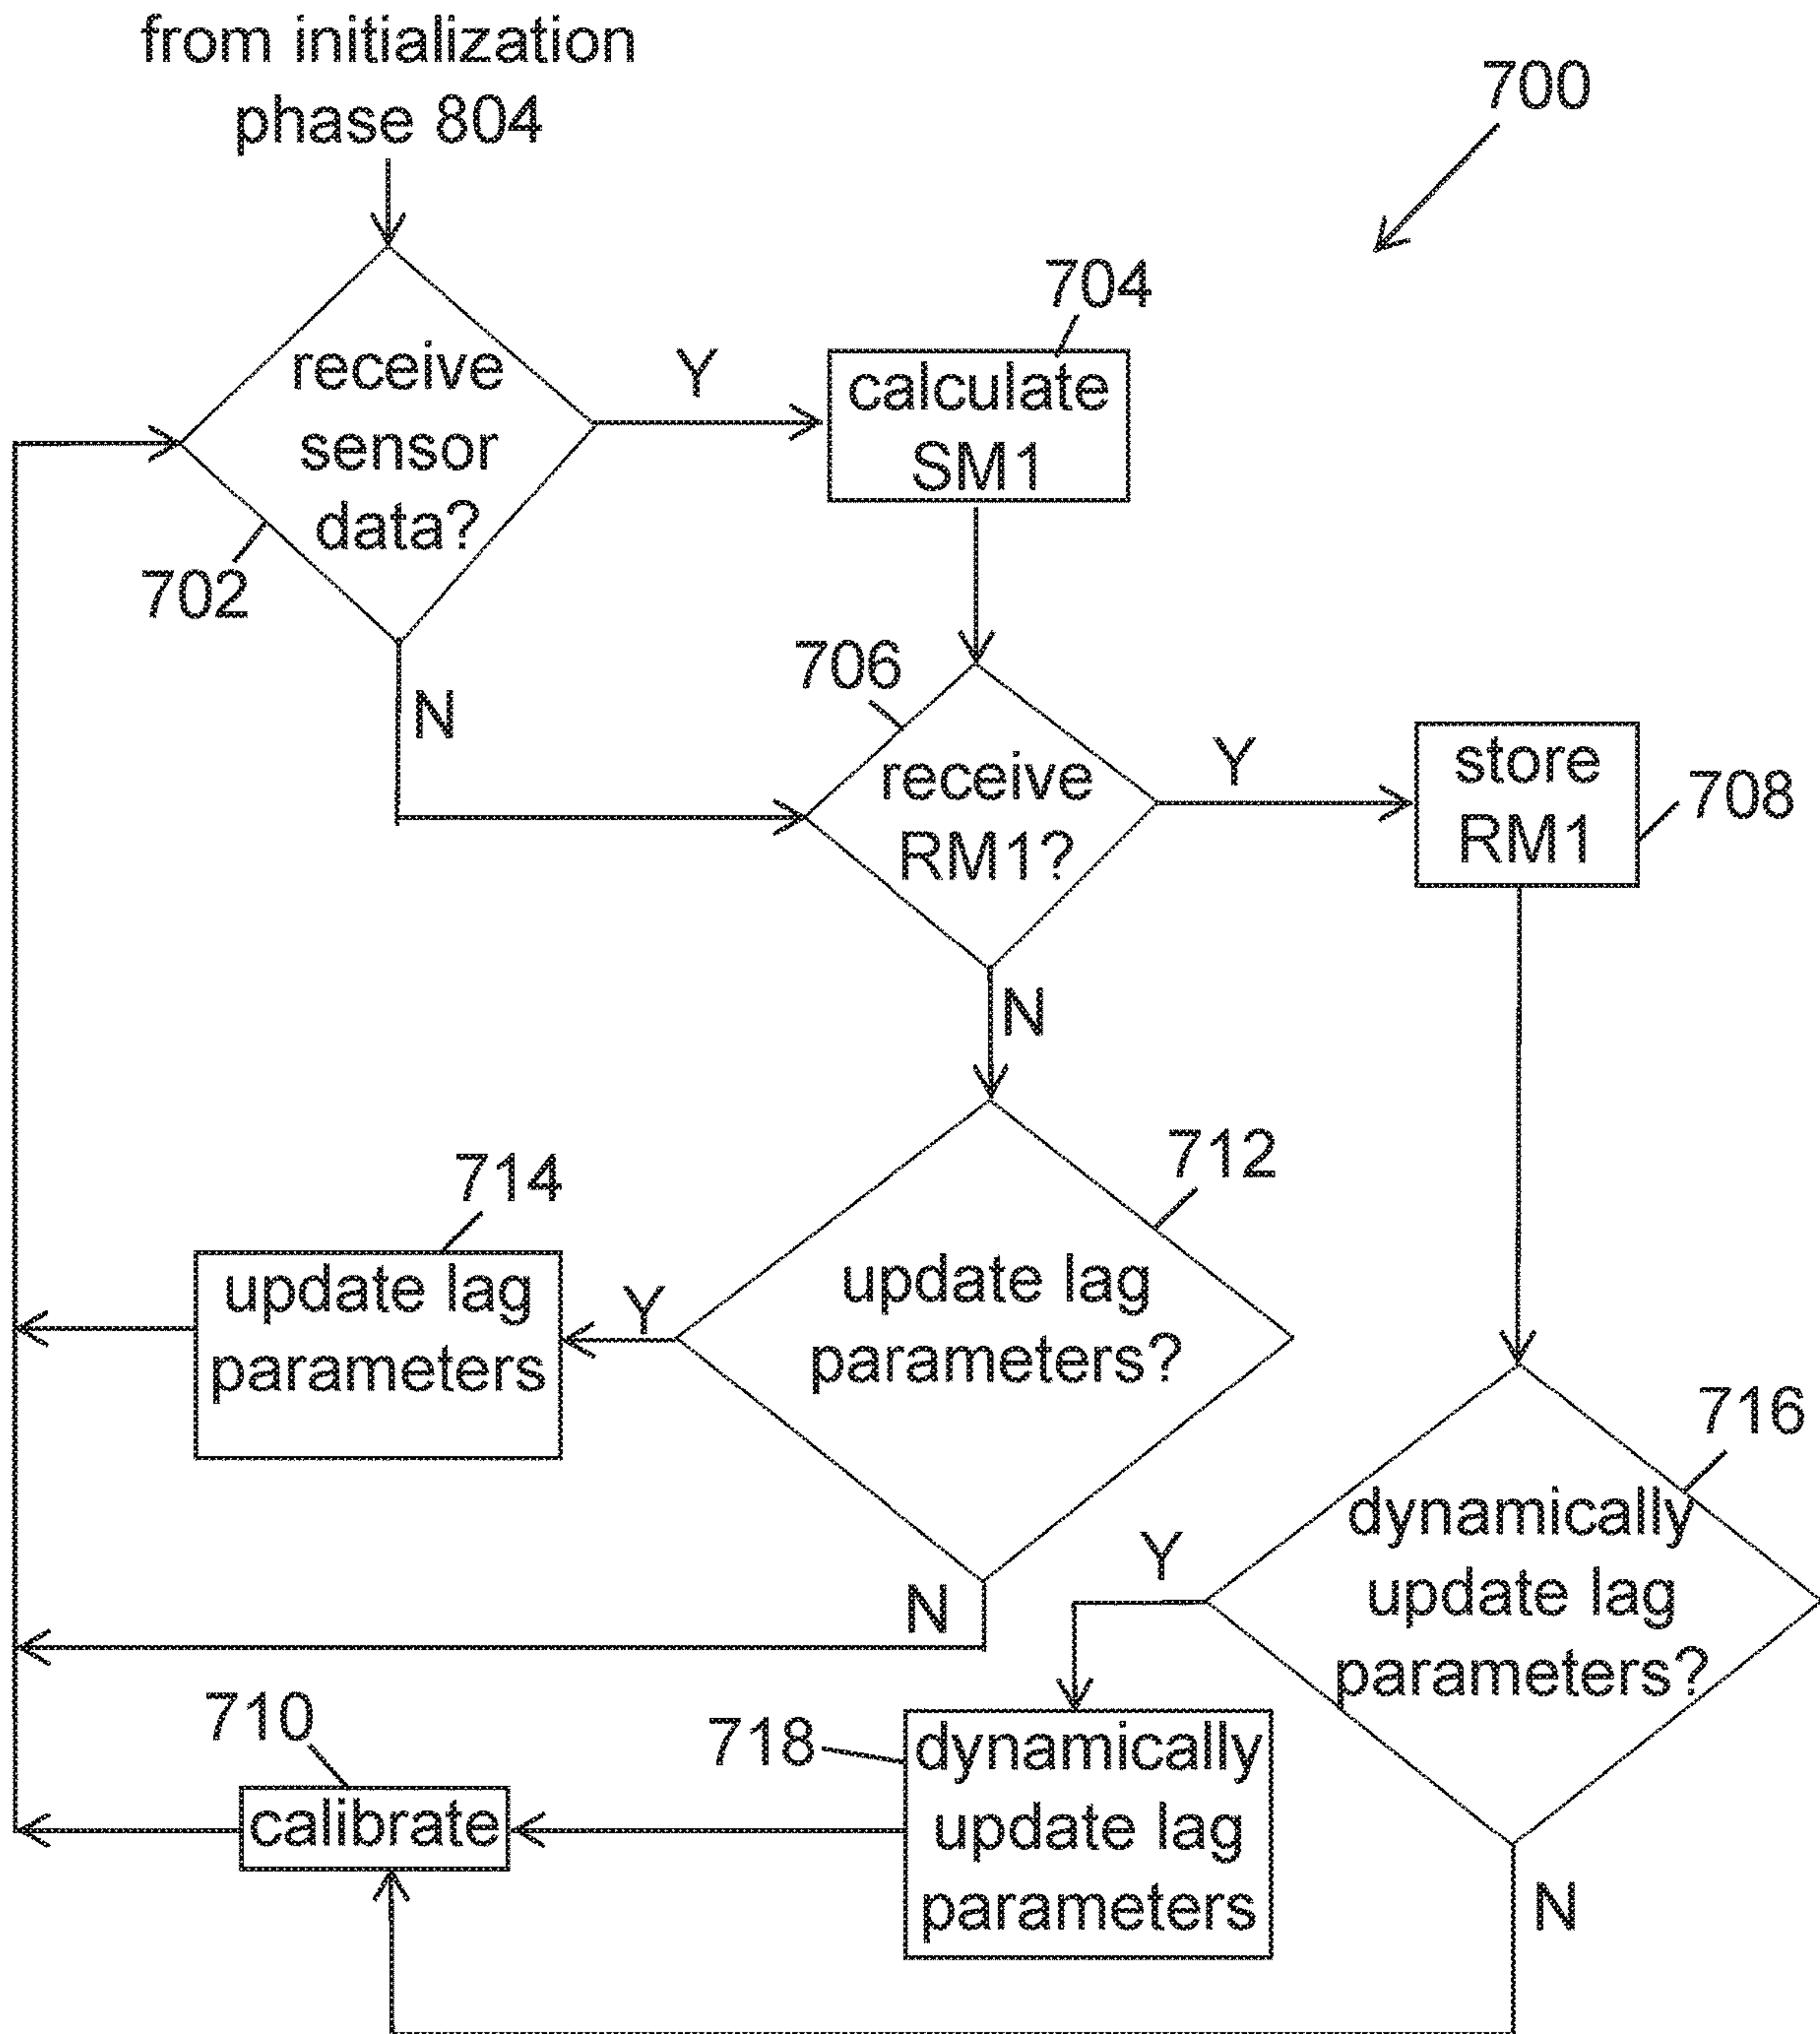 from initialization
phase 804
700
704
receive
sensor
data?
Y
calculate
SM1
702
N
706
receive
RM1?
Y
store
RM1
708
N
712
714
update lag
parameters
Y
update lag
parameters?
716
dynamically
update lag
parameters?
Y
N
710
calibrate
718
dynamically
update lag
parameters
N